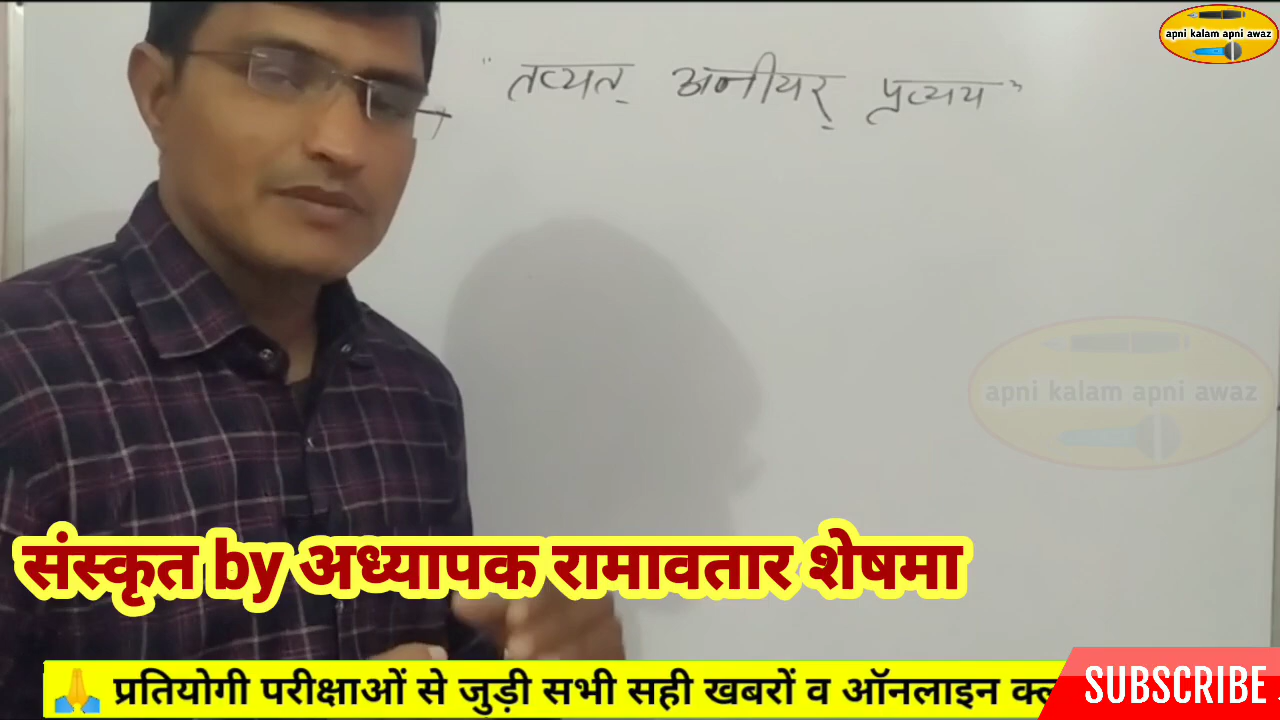 apni kalam apni awaz
"तव्यत् अनीयर् प्रत्यय"
apni kalam apni awaz
संस्कृत by अध्यापक रामावतार शेषमा
🙏 प्रतियोगी परीक्षाओं से जुड़ी सभी सही खबरों व ऑनलाइन
SUBSCRIBE